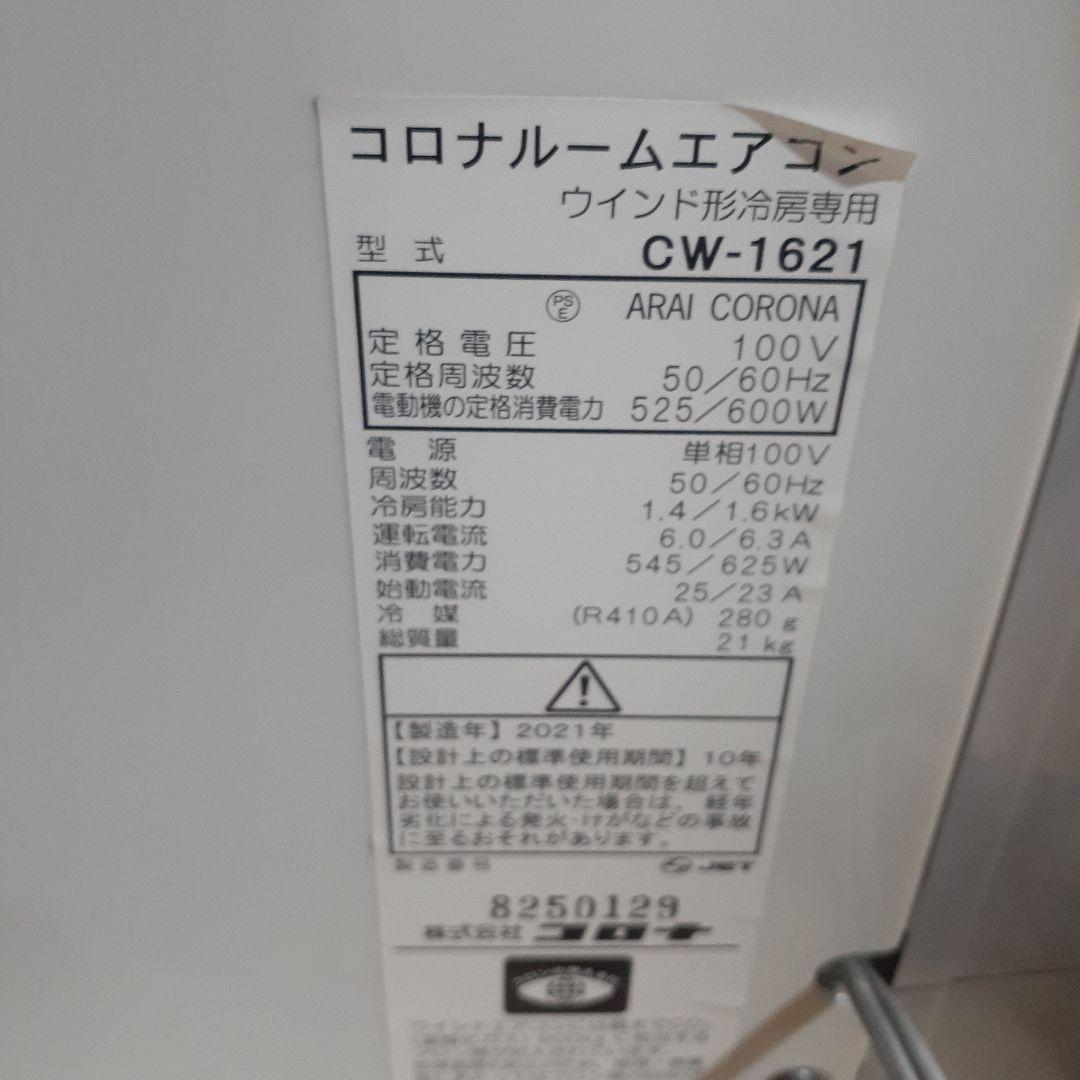 コロナルームエアコン
ウインド形冷房専用
型式 CW-1621
PSE ARAI CORONA
定格電圧 100V
定格周波数 50/60Hz
電動機の定格消費電力 525/600W
電源 単相100V
周波数 50/60Hz
冷房能力 1.4/1.6kW
運転電流 6.0/6.3A
消費電力 545/625W
始動電流 25/23A
冷媒 (R410A) 280g
総質量 21kg
【製造年】2021年
【設計上の標準使用期間】10年
設計上の標準使用期間を超えて
お使いいただいた場合は、経年
劣化による発火・けがなどの事故
に至るおそれがあります。
製造番号 JET
8250129
株式会社コロナ